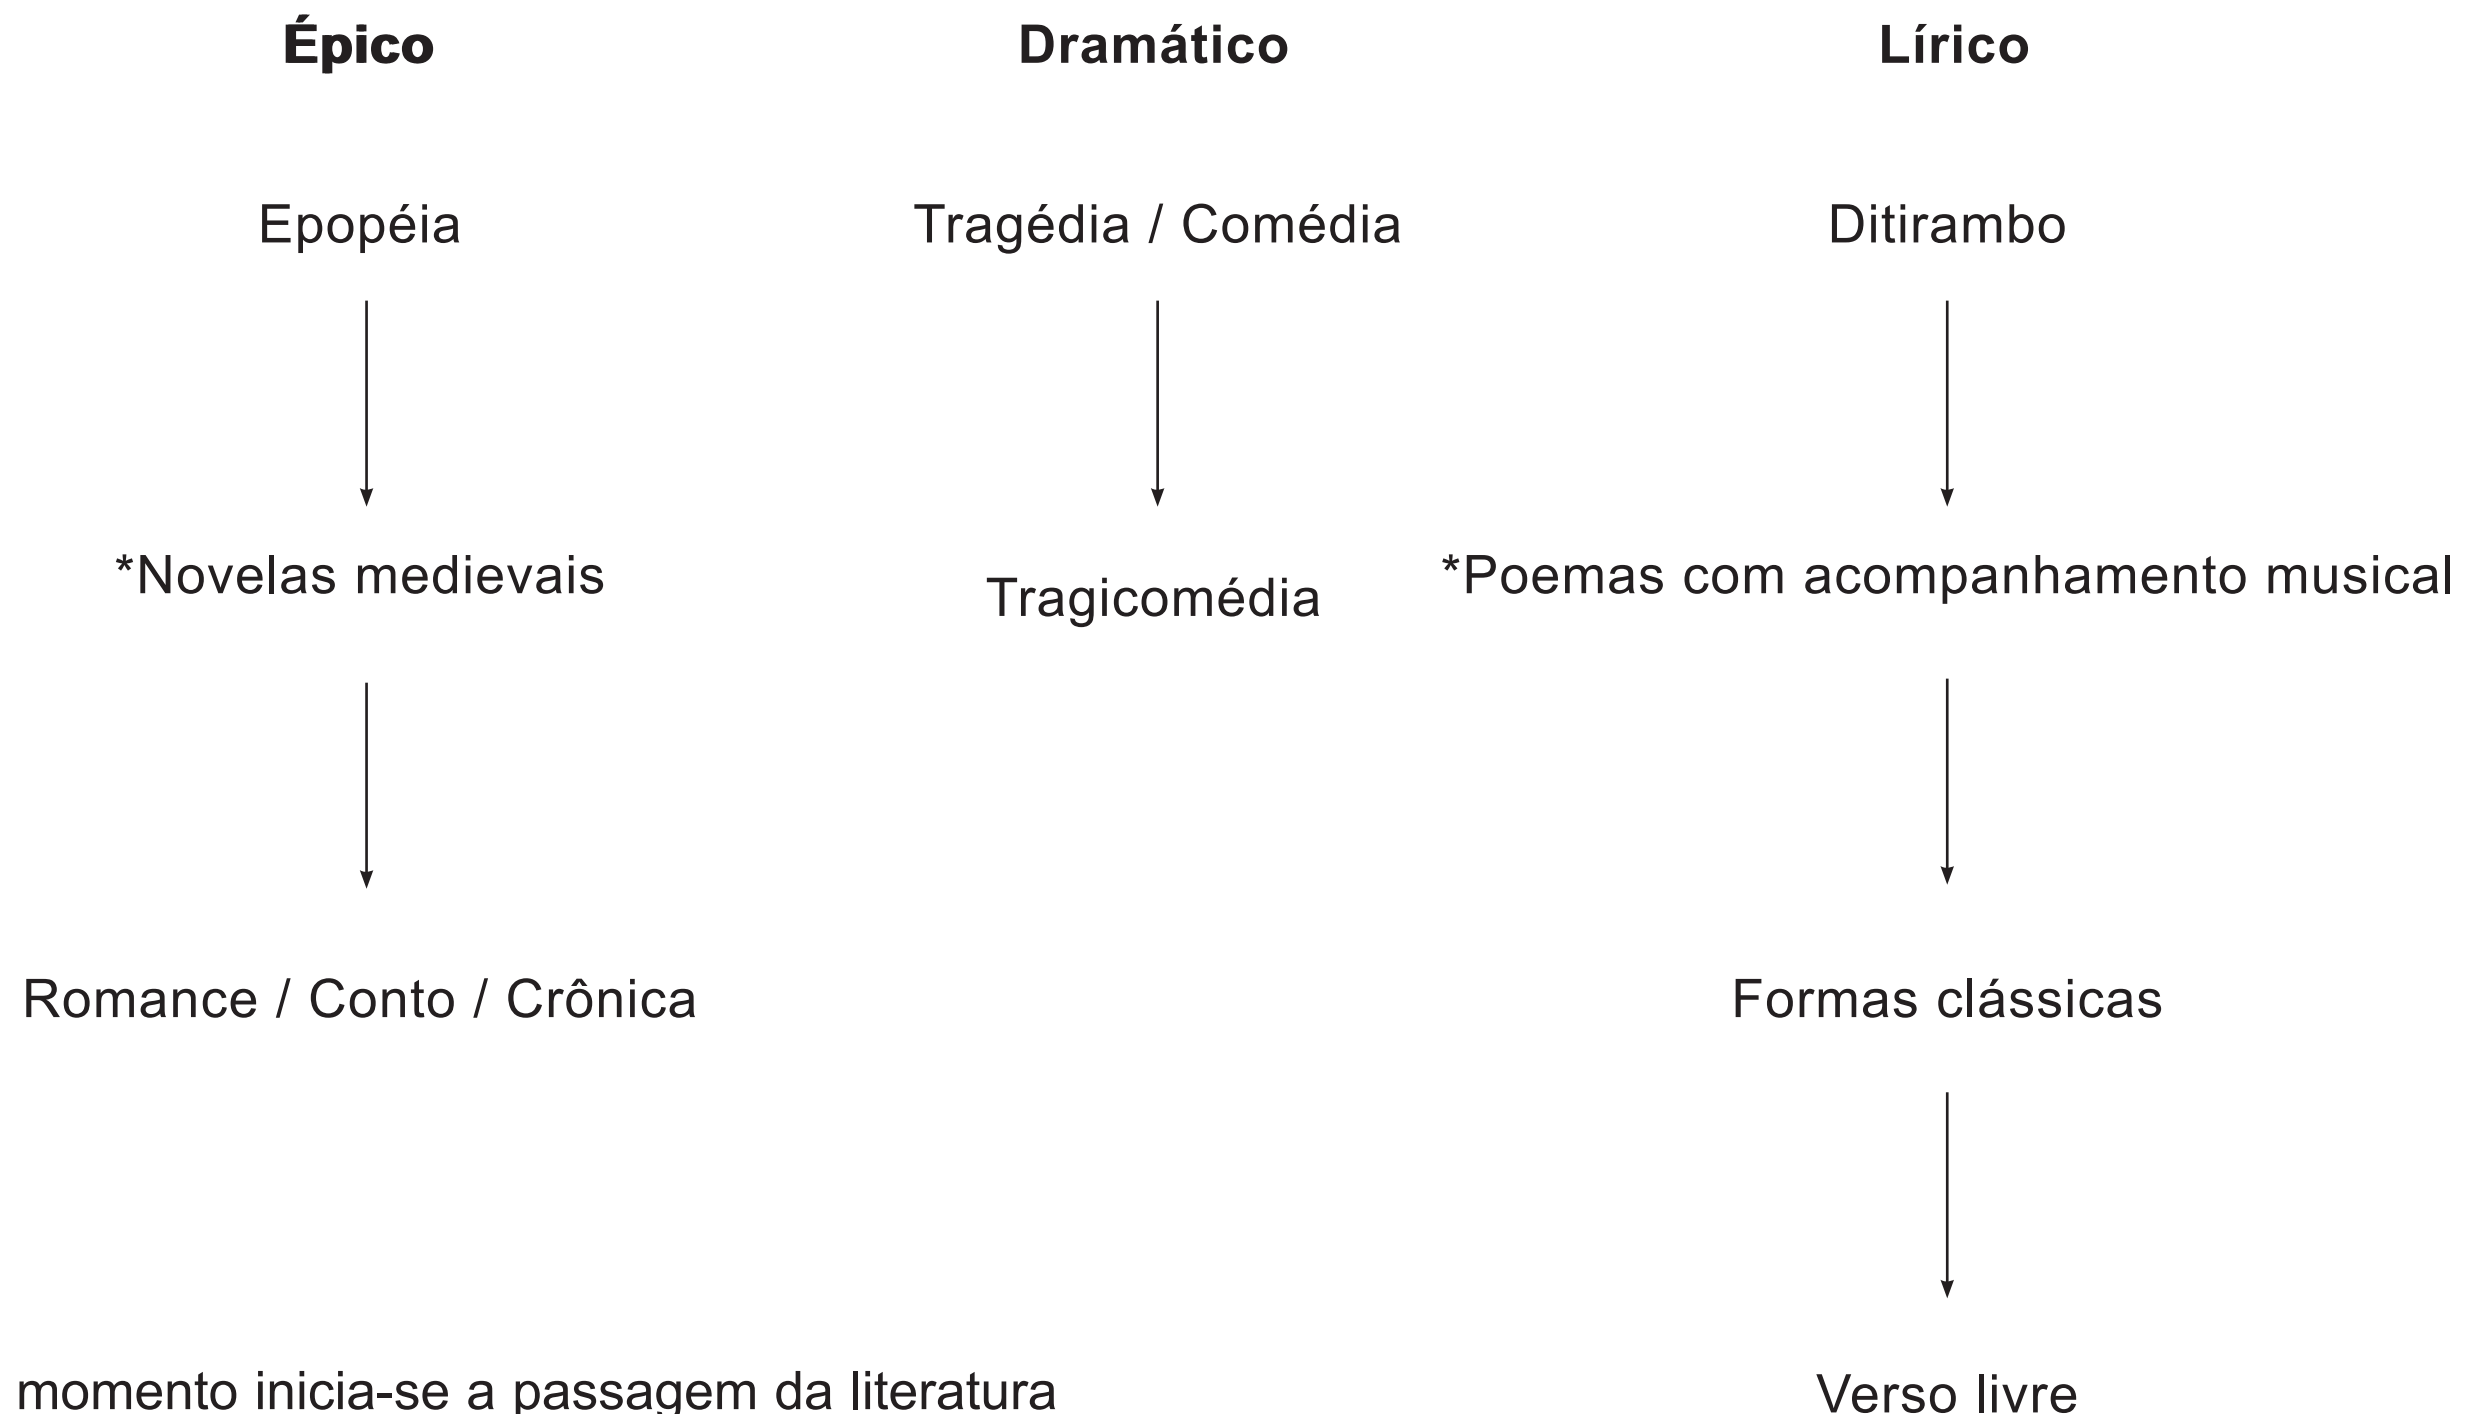 Épico Dramático Lírico
Epopéia Tragédia / Comédia Ditirambo
*Novelas medievais Tragicomédia *Poemas com acompanhamento musical
Romance / Conto / Crônica Formas clássicas
momento inicia-se a passagem da literatura Verso livre